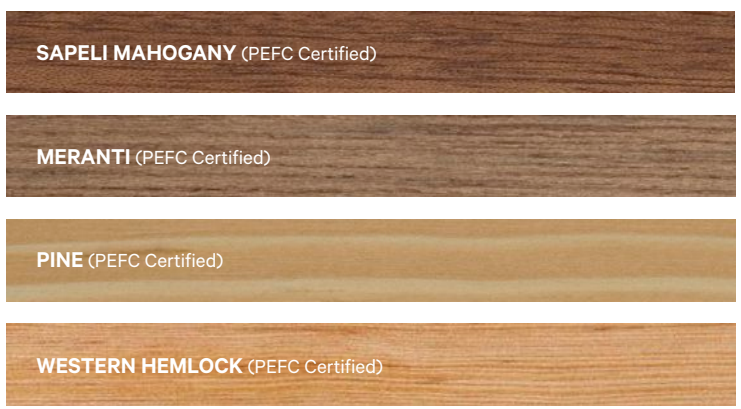 SAPELI MAHOGANY (PEFC Certified)
MERANTI (PEFC Certified)
PINE (PEFC Certified)
WESTERN HEMLOCK (PEFC Certified)